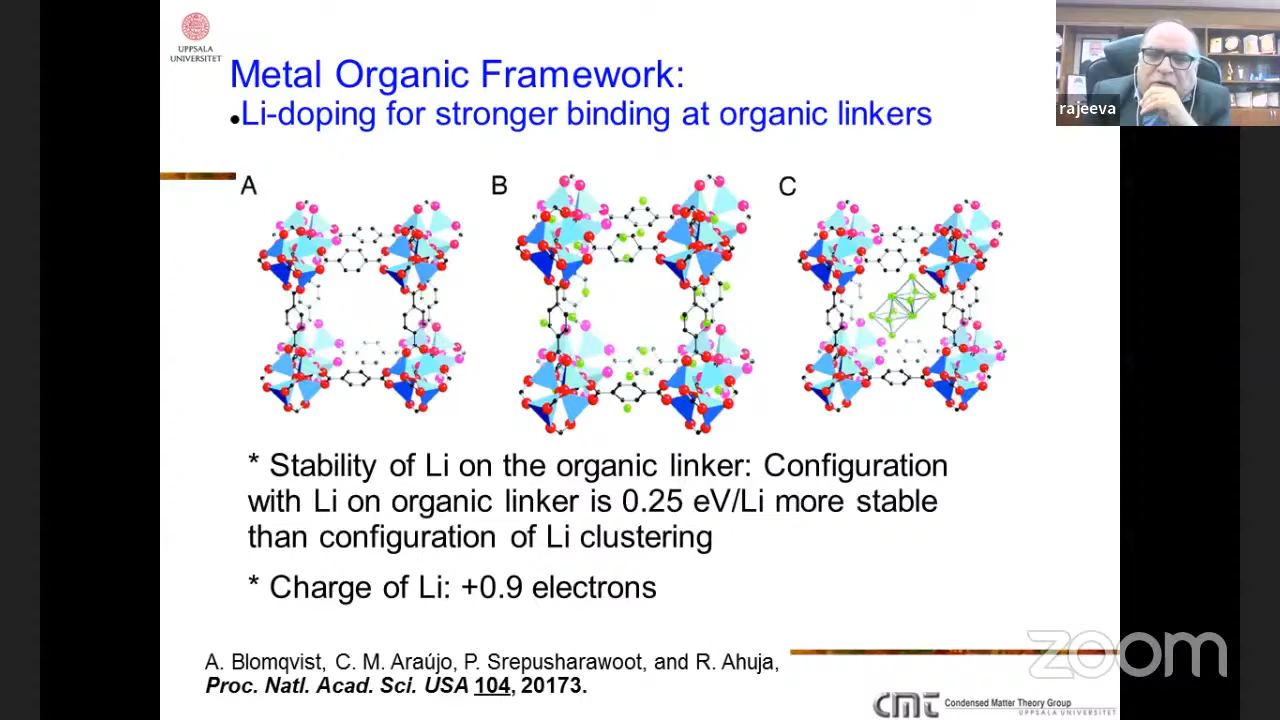 UPPSALA
UNIVERSITET
Metal Organic Framework:
•Li-doping for stronger binding at organic linkers
rajeeva
A
B
C
* Stability of Li on the organic linker: Configuration
with Li on organic linker is 0.25 eV/Li more stable
than configuration of Li clustering
* Charge of Li: +0.9 electrons
A. Blomqvist, C. M. Araújo, P. Srepusharawoot, and R. Ahuja,
Proc. Natl. Acad. Sci. USA 104, 20173.
zoom
CMT Condensed Matter Theory Group
UPPSALA UNIVERSITET